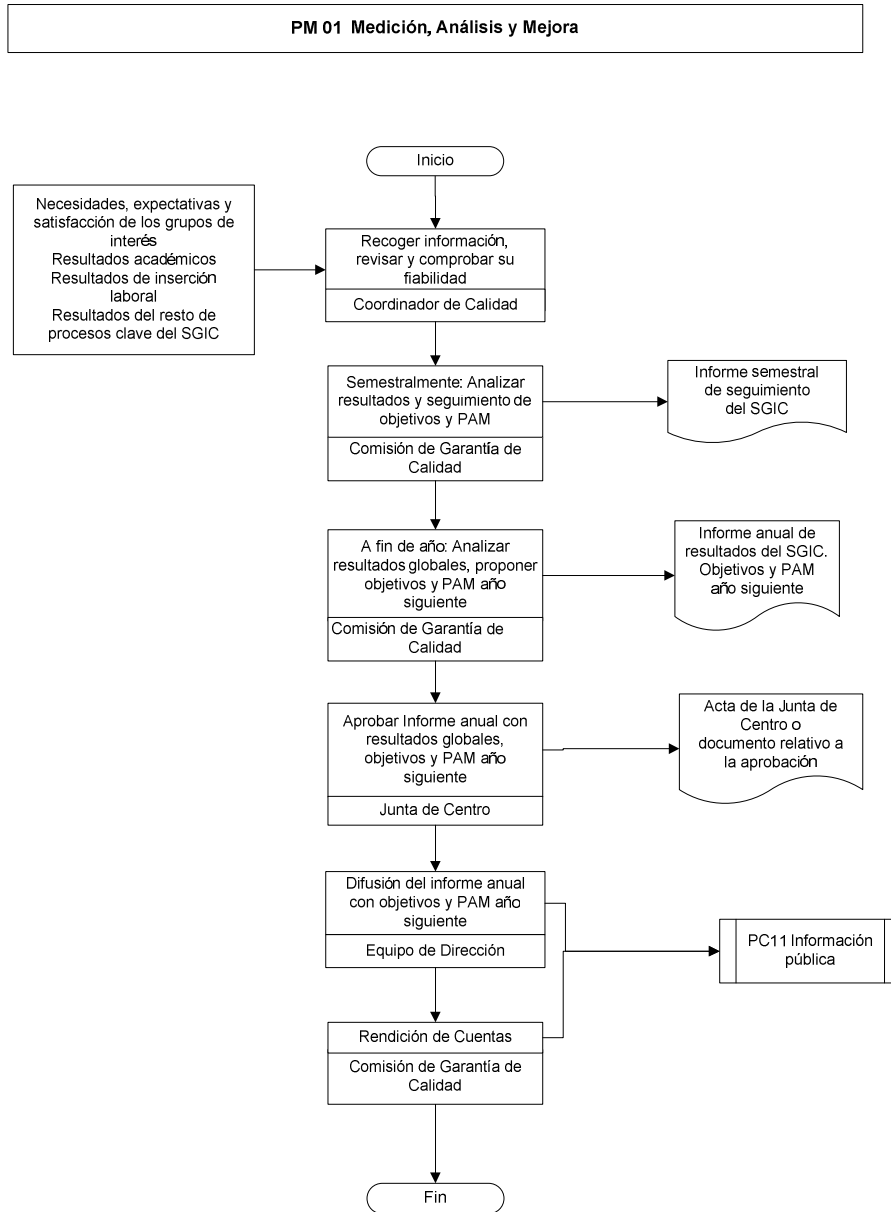 PM 01 Medición, Análisis y Mejora
Inicio
Necesidades, expectativas y
satisfacción de los grupos de
interés
Resultados académicos
Resultados de inserción
laboral
Resultados del resto de
procesos clave del SGIC
Recoger información,
revisar y comprobar su
fiabilidad
Coordinador de Calidad
Semestralmente: Analizar
resultados y seguimiento de
objetivos y PAM
Comisión de Garantía de
Calidad
Informe semestral
de seguimiento
del SGIC
A fin de año: Analizar
resultados globales, proponer
objetivos y PAM año
siguiente
Comisión de Garantía de
Calidad
Informe anual de
resultados del SGIC.
Objetivos y PAM
año siguiente
Aprobar Informe anual con
resultados globales,
objetivos y PAM año
siguiente
Junta de Centro
Acta de la Junta de
Centro o
documento relativo a
la aprobación
Difusión del informe anual
con objetivos y PAM año
siguiente
Equipo de Dirección
PC11 Información
pública
Rendición de Cuentas
Comisión de Garantía de
Calidad
Fin